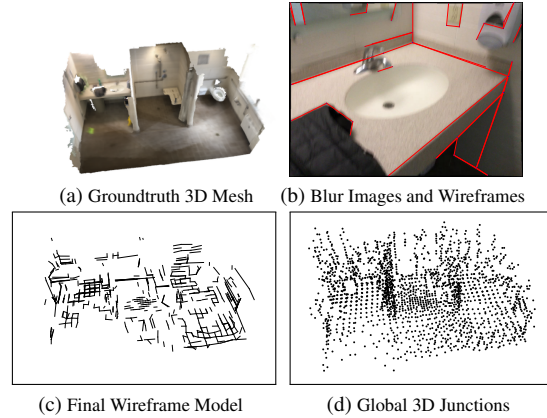 (a) Groundtruth 3D Mesh
(b) Blur Images and Wireframes
(c) Final Wireframe Model
(d) Global 3D Junctions